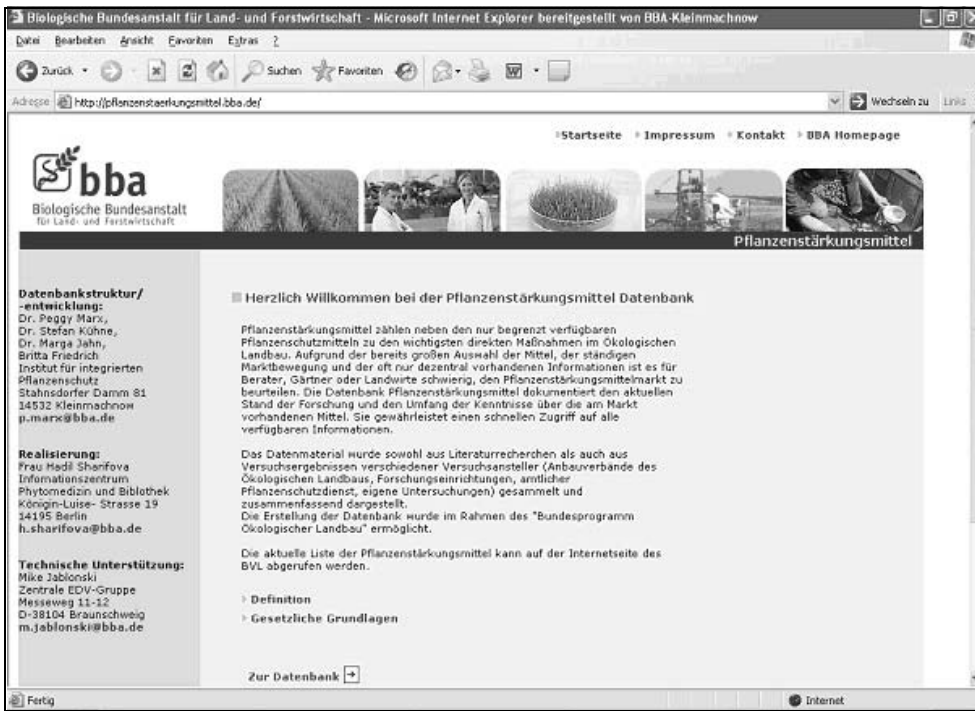 Biologische Bundesanstalt für Land- und Forstwirtschaft - Microsoft Internet Explorer bereitgestellt von BBA-Kleinmachnow
Datei Bearbeiten Ansicht Favoriten Extras ?
Zurück Suchen Favoriten
Adresse http://pflanzenstaerkungsmittel.bba.de/ Wechseln zu Links
Startseite Impressum Kontakt BBA Homepage
bba
Biologische Bundesanstalt
für Land- und Forstwirtschaft
Pflanzenstärkungsmittel
Datenbankstruktur/
-entwicklung:
Dr. Peggy Marx,
Dr. Stefan Kühne,
Dr. Marga Jahn,
Britta Friedrich
Institut für integrierten
Pflanzenschutz
Stahnsdorfer Damm 81
14532 Kleinmachnow
p.marx@bba.de
Realisierung:
Frau Hadil Sharifova
Informationszentrum
Phytomedizin und Biblothek
Königin-Luise- Strasse 19
14195 Berlin
h.sharifova@bba.de
Technische Unterstützung:
Mike Jablonski
Zentrale EDV-Gruppe
Messeweg 11-12
D-38104 Braunschweig
m.jablonski@bba.de
Herzlich Willkommen bei der Pflanzenstärkungsmittel Datenbank
Pflanzenstärkungsmittel zählen neben den nur begrenzt verfügbaren
Pflanzenschutzmitteln zu den wichtigsten direkten Maßnahmen im Ökologischen
Landbau. Aufgrund der bereits großen Auswahl der Mittel, der ständigen
Marktbewegung und der oft nur dezentral vorhandenen Informationen ist es für
Berater, Gärtner oder Landwirte schwierig, den Pflanzenstärkungsmittelmarkt zu
beurteilen. Die Datenbank Pflanzenstärkungsmittel dokumentiert den aktuellen
Stand der Forschung und den Umfang der Kenntnisse über die am Markt
vorhandenen Mittel. Sie gewährleistet einen schnellen Zugriff auf alle
verfügbaren Informationen.
Das Datenmaterial wurde sowohl aus Literaturrecherchen als auch aus
Versuchsergebnissen verschiedener Versuchsansteller (Anbauverbände des
Ökologischen Landbaus, Forschungseinrichtungen, amtlicher
Pflanzenschutzdienst, eigene Untersuchungen) gesammelt und
zusammenfassend dargestellt.
Die Erstellung der Datenbank wurde im Rahmen des "Bundesprogramm
Ökologischer Landbau" ermöglicht.
Die aktuelle Liste der Pflanzenstärkungsmittel kann auf der Internetseite des
BVL abgerufen werden.
Definition
Gesetzliche Grundlagen
Zur Datenbank
Fertig Internet